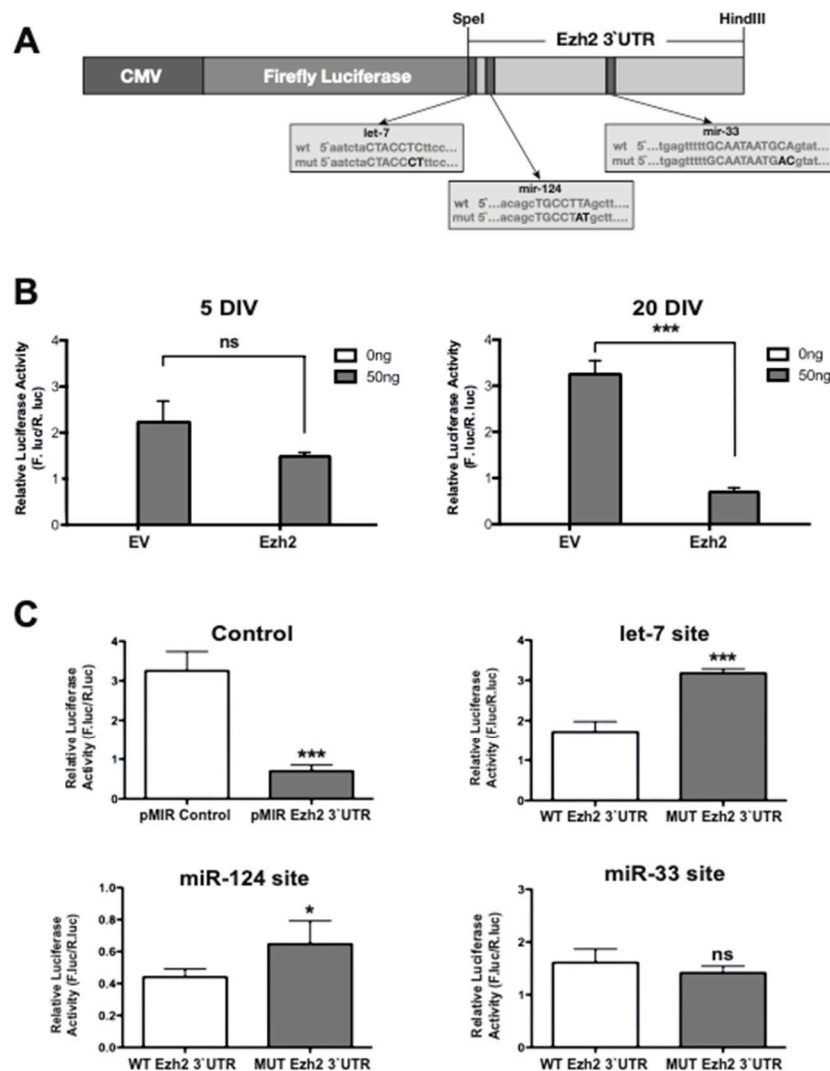 A
SpeI
HindIII
Ezh2 3`UTR
CMV
Firefly Luciferase
let-7
wt 5`aatctaCTACCTCttcc...
mut 5`aatctaCTACCCTttcc...
mir-124
wt 5`...acagcTGCCTTAgctt....
mut 5`...acagcTGCCTATgctt....
mir-33
wt 5`...tgagtttttGCAATAATGCAgtat...
mut 5`...tgagtttttGCAATAATGACgtat...
B
5 DIV
Relative Luciferase Activity
(F. luc/R. luc)
4
3
2
1
0
ns
0ng
50ng
EV
Ezh2
20 DIV
Relative Luciferase Activity
(F. luc/R. luc)
4
3
2
1
0
***
0ng
50ng
EV
Ezh2
C
Control
Relative Luciferase
Activity (F.luc/R.luc)
4
3
2
1
0
***
pMIR Control
pMIR Ezh2 3`UTR
let-7 site
Relative Luciferase
Activity (F.luc/R.luc)
4
3
2
1
0
***
WT Ezh2 3`UTR
MUT Ezh2 3`UTR
miR-124 site
Relative Luciferase
Activity (F.luc/R.luc)
1.0
0.8
0.6
0.4
0.2
0.0
*
WT Ezh2 3`UTR
MUT Ezh2 3`UTR
miR-33 site
Relative Luciferase
Activity (F.luc/R.luc)
3
2
1
0
ns
WT Ezh2 3`UTR
MUT Ezh2 3`UTR